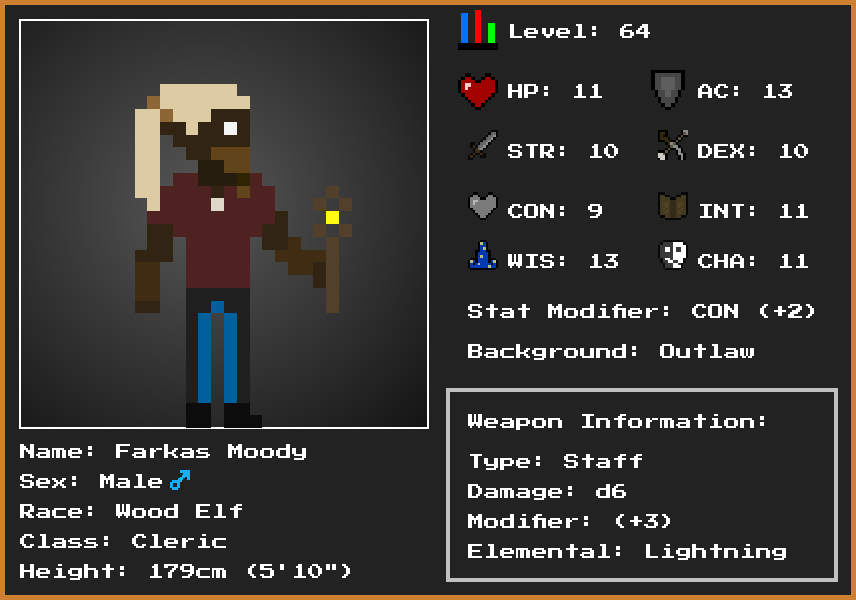 Level: 64
HP: 11
AC: 13
STR: 10
DEX: 10
CON: 9
INT: 11
WIS: 13
CHA: 11
Stat Modifier: CON (+2)
Background: Outlaw
Weapon Information:
Type: Staff
Damage: d6
Modifier: (+3)
Elemental: Lightning
Name: Farkas Moody
Sex: Male♂
Race: Wood Elf
Class: Cleric
Height: 179cm (5'10")